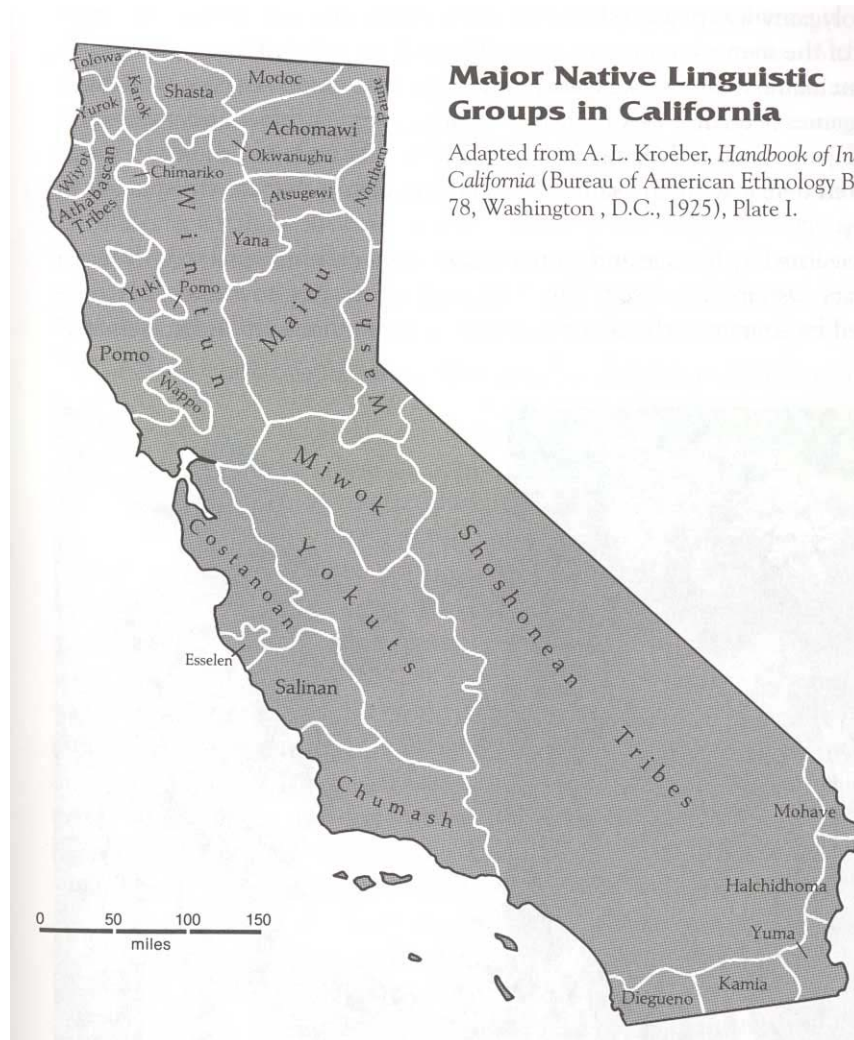 Major Native Linguistic
Groups in California
Adapted from A. L. Kroeber, Handbook of In
California (Bureau of American Ethnology B
78, Washington , D.C., 1925), Plate I.
Tolowa
Yurok
Karok
Shasta
Modoc
Northern Paiute
Achomawi
Okwanughu
Wiyot
Athabascan
Tribes
Chimariko
Atsugewi
Wintun
Yana
Maidu
Yuki
Pomo
Pomo
Wappo
Washo
Miwok
Costanoan
Yokuts
Shoshonean Tribes
Esselen
Salinan
Chumash
Mohave
Halchidhoma
Yuma
Kamia
Diegueno
0 50 100 150
miles